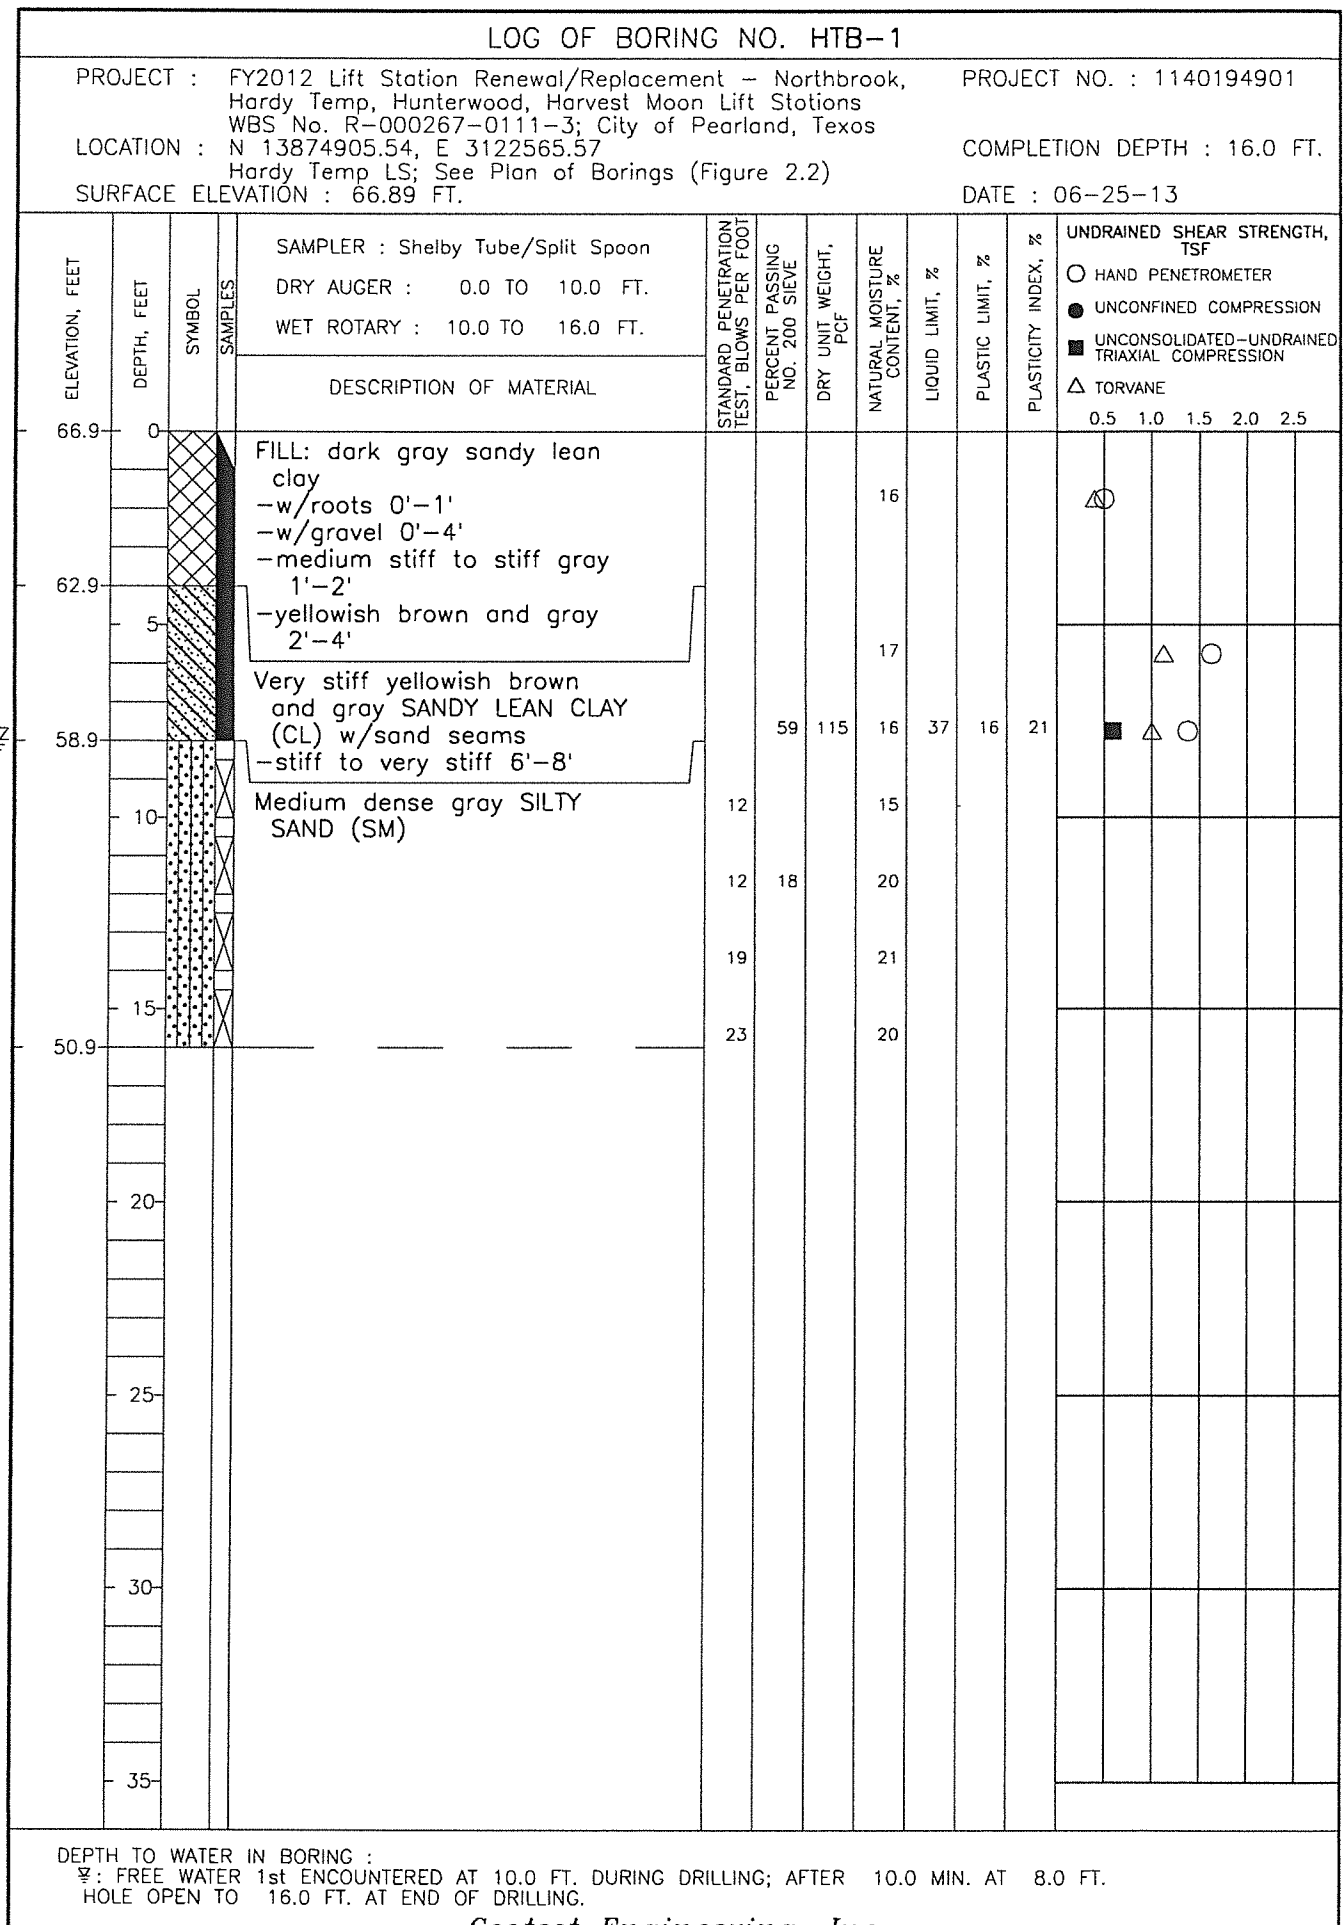 LOG OF BORING NO. HTB-1
PROJECT : FY2012 Lift Station Renewal/Replacement – Northbrook, PROJECT NO. : 1140194901
Hardy Temp, Hunterwood, Harvest Moon Lift Stations
WBS No. R-000267-0111-3; City of Pearland, Texas
LOCATION : N 13874905.54, E 3122565.57 COMPLETION DEPTH : 16.0 FT.
Hardy Temp LS; See Plan of Borings (Figure 2.2)
SURFACE ELEVATION : 66.89 FT. DATE : 06-25-13
ELEVATION, FEET
DEPTH, FEET
SYMBOL
SAMPLES
SAMPLER : Shelby Tube/Split Spoon
DRY AUGER : 0.0 TO 10.0 FT.
WET ROTARY : 10.0 TO 16.0 FT.
DESCRIPTION OF MATERIAL
STANDARD PENETRATION
TEST, BLOWS PER FOOT
PERCENT PASSING
NO. 200 SIEVE
DRY UNIT WEIGHT,
PCF
NATURAL MOISTURE
CONTENT, %
LIQUID LIMIT, %
PLASTIC LIMIT, %
PLASTICITY INDEX, %
UNDRAINED SHEAR STRENGTH,
TSF
○ HAND PENETROMETER
● UNCONFINED COMPRESSION
■ UNCONSOLIDATED-UNDRAINED
TRIAXIAL COMPRESSION
△ TORVANE
0.5 1.0 1.5 2.0 2.5
66.9 0
FILL: dark gray sandy lean
clay
-w/roots 0'-1'
16
-w/gravel 0'-4'
-medium stiff to stiff gray
1'-2'
62.9
-yellowish brown and gray
5
2'-4'
17
Very stiff yellowish brown
and gray SANDY LEAN CLAY
(CL) w/sand seams
59 115 16 37 16 21
58.9
-stiff to very stiff 6'-8'
Medium dense gray SILTY
12 15
10
SAND (SM)
12 18 20
19 21
15
23 20
50.9
20
25
30
35
DEPTH TO WATER IN BORING :
: FREE WATER 1st ENCOUNTERED AT 10.0 FT. DURING DRILLING; AFTER 10.0 MIN. AT 8.0 FT.
HOLE OPEN TO 16.0 FT. AT END OF DRILLING.